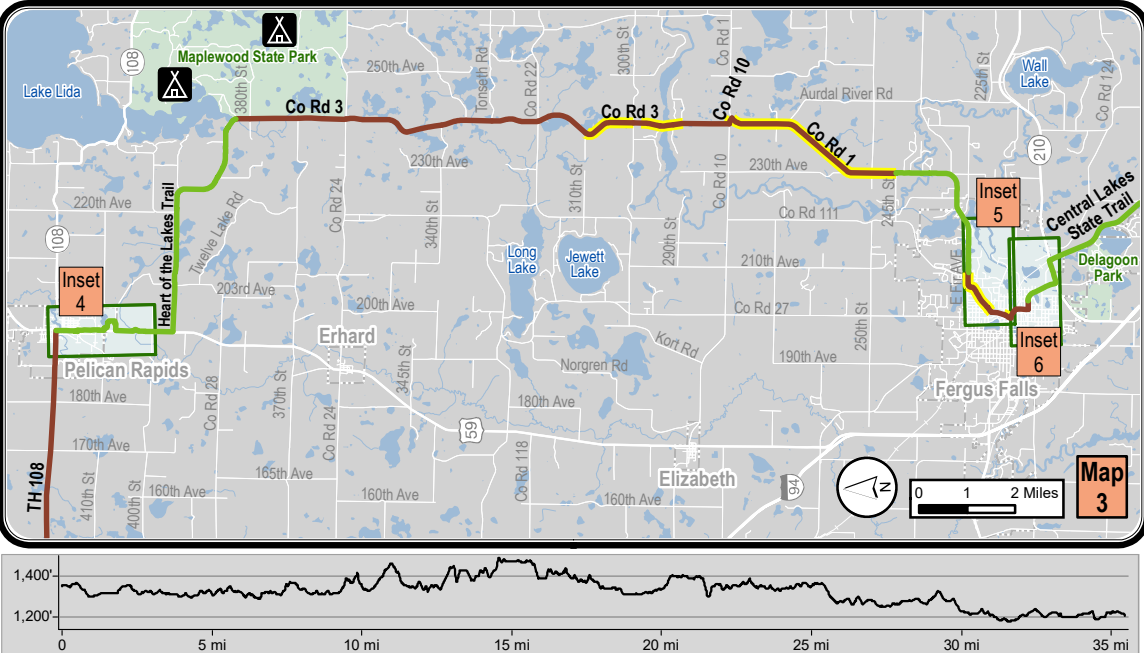 108
Maplewood State Park
Lake Lida
380th St
250th Ave
Tonseth Rd
Co Rd 22
300th St
Co Rd 1
Co Rd 10
Aurdal River Rd
225th St
Wall
Lake
Co Rd 124
Co Rd 3
Co Rd 3
Co Rd 1
210
230th Ave
230th Ave
220th Ave
108
Heart of the Lakes Trail
Twelve Lake Rd
Co Rd 24
340th St
310th St
290th St
Co Rd 10
Co Rd 111
245th St
Inset
5
Central Lakes
State Trail
Long
Lake
Jewett
Lake
210th Ave
Delagoon
Park
Inset
4
203rd Ave
200th Ave
Co Rd 27
250th St
Erhard
Kort Rd
190th Ave
Inset
6
Pelican Rapids
345th St
Norgren Rd
Fergus Falls
180th Ave
Co Rd 28
370th St
Co Rd 24
180th Ave
59
170th Ave
TH 108
410th St
400th St
160th Ave
165th Ave
160th Ave
Co Rd 118
Elizabeth
160th Ave
94
N
0 1 2 Miles
Map
3
1,400'
1,200'
0 5 mi 10 mi 15 mi 20 mi 25 mi 30 mi 35 mi